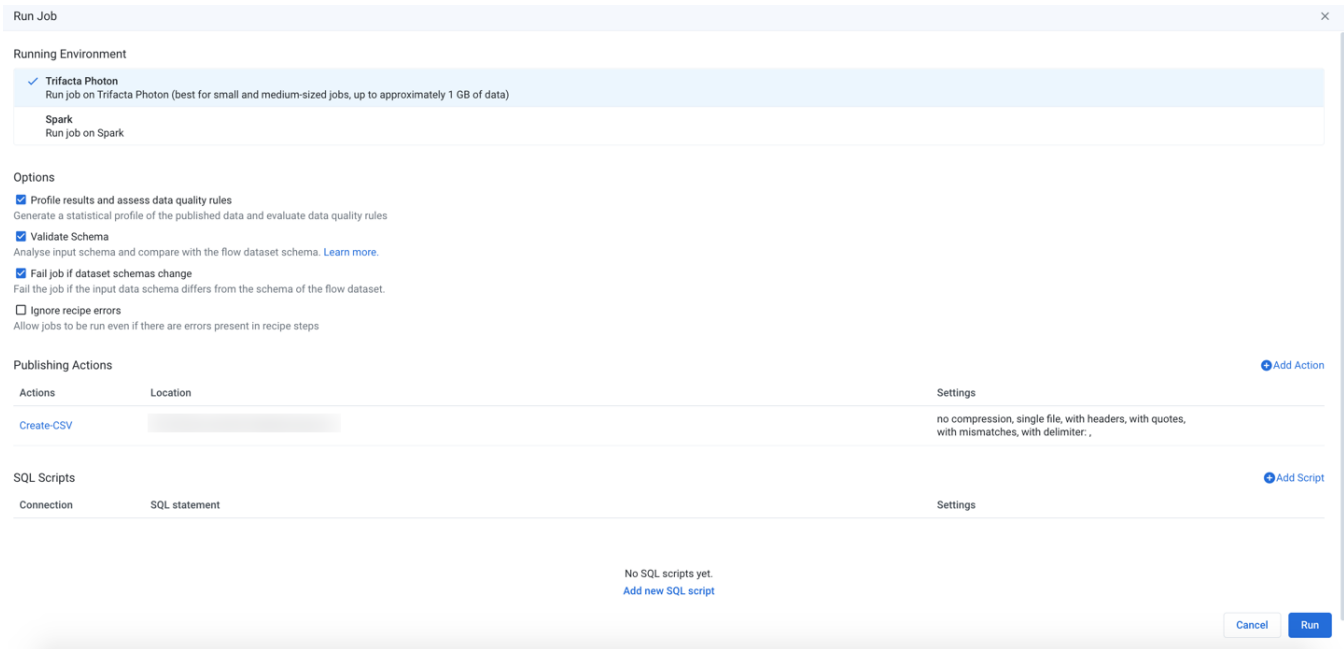 Run Job
Running Environment
Trifacta Photon
Run job on Trifacta Photon (best for small and medium-sized jobs, up to approximately 1 GB of data)
Spark
Run job on Spark
Options
Profile results and assess data quality rules
Generate a statistical profile of the published data and evaluate data quality rules
Validate Schema
Analyse input schema and compare with the flow dataset schema. Learn more.
Fail job if dataset schemas change
Fail the job if the input data schema differs from the schema of the flow dataset.
Ignore recipe errors
Allow jobs to be run even if there are errors present in recipe steps
Publishing Actions Add Action
Actions Location Settings
Create-CSV no compression, single file, with headers, with quotes,
with mismatches, with delimiter: ,
SQL Scripts Add Script
Connection SQL statement Settings
No SQL scripts yet.
Add new SQL script
Cancel Run